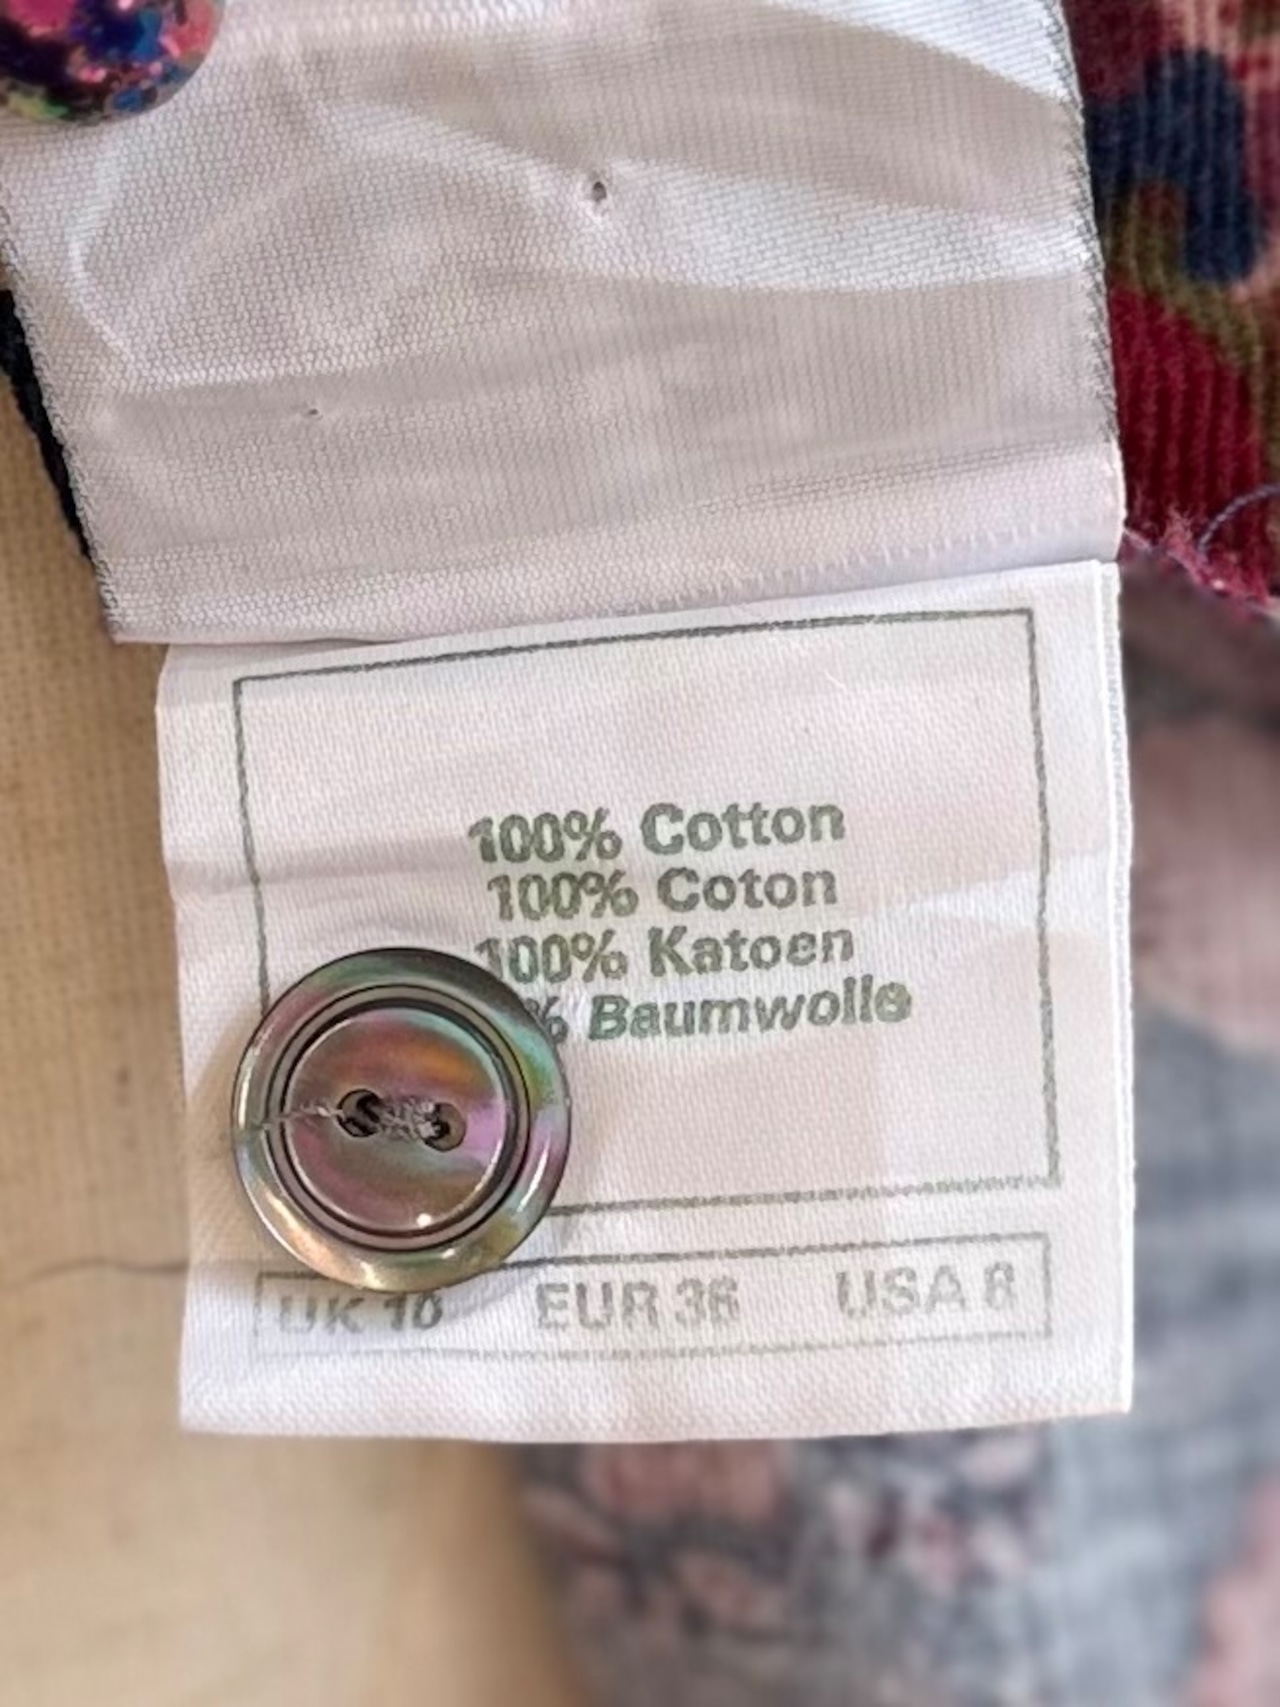 100% Cotton
100% Coton
100% Katoen
% Baumwolle
UK 10 EUR 36 USA 8